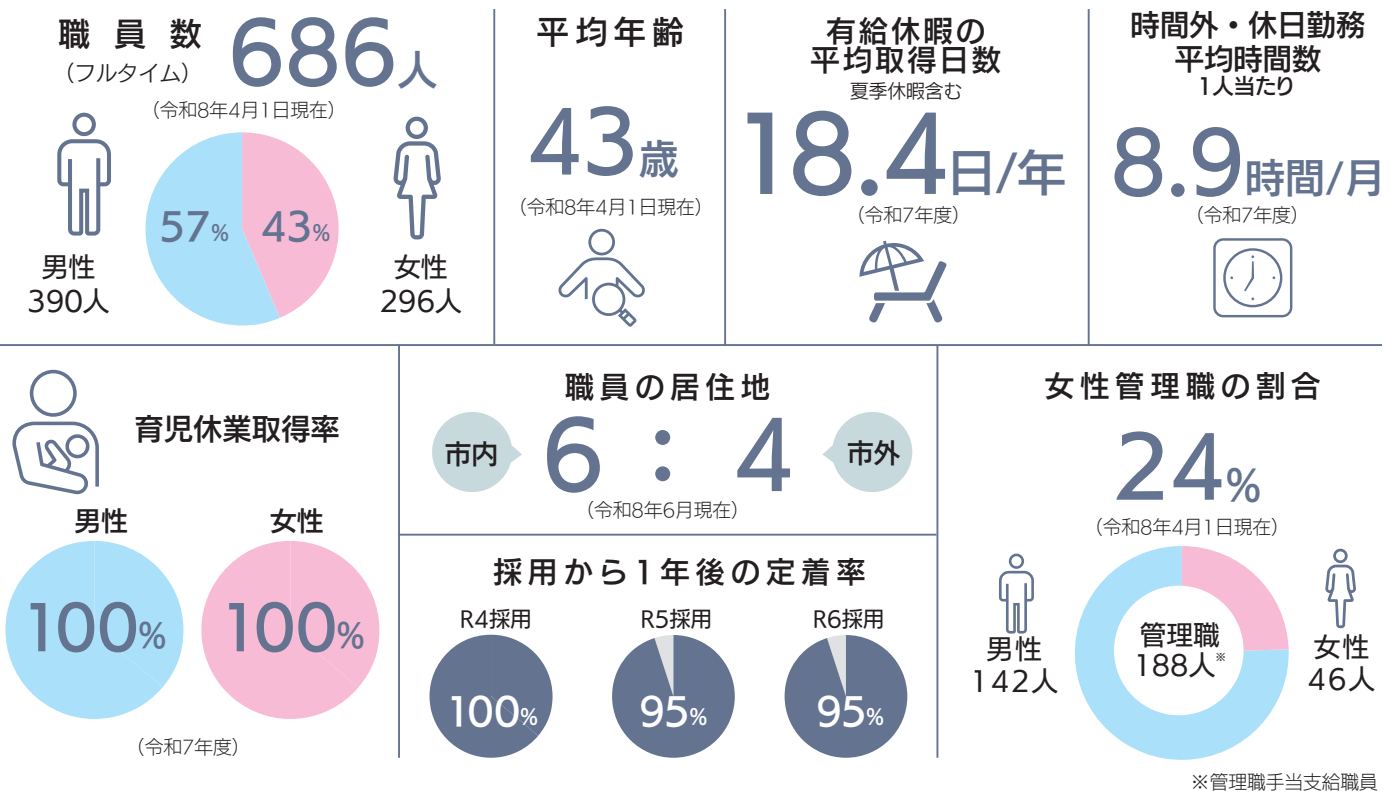 職員数
(フルタイム)
686人
(令和8年4月1日現在)
57%
43%
男性
390人
女性
296人
平均年齢
43歳
(令和8年4月1日現在)
有給休暇の
平均取得日数
夏季休暇含む
18.4日/年
(令和7年度)
時間外・休日勤務
平均時間数
1人当たり
8.9時間/月
(令和7年度)
育児休業取得率
男性
100%
女性
100%
(令和7年度)
職員の居住地
市内
6:4
市外
(令和8年6月現在)
採用から1年後の定着率
R4採用
100%
R5採用
95%
R6採用
95%
女性管理職の割合
24%
(令和8年4月1日現在)
男性
142人
管理職
188人※
女性
46人
※管理職手当支給職員